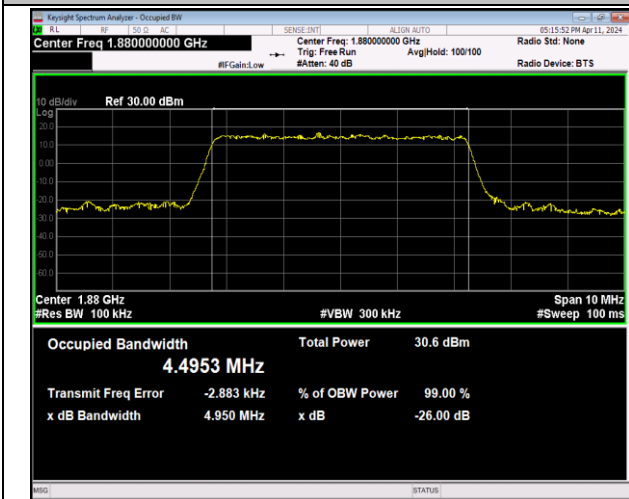 Keysight Spectrum Analyzer - Occupied BW
RL RF 50 Ω AC SENSE:INT ALIGN AUTO 05:15:52 PM Apr 11, 2024
Center Freq 1.880000000 GHz Center Freq: 1.880000000 GHz Radio Std: None
Trig: Free Run Avg|Hold: 100/100
#IFGain:Low #Atten: 40 dB Radio Device: BTS
10 dB/div Ref 30.00 dBm
Log
20.0
10.0
0.00
-10.0
-20.0
-30.0
-40.0
-50.0
-60.0
Center 1.88 GHz Span 10 MHz
#Res BW 100 kHz #VBW 300 kHz #Sweep 100 ms
Occupied Bandwidth Total Power 30.6 dBm
4.4953 MHz
Transmit Freq Error -2.883 kHz % of OBW Power 99.00 %
x dB Bandwidth 4.950 MHz x dB -26.00 dB
MSG STATUS